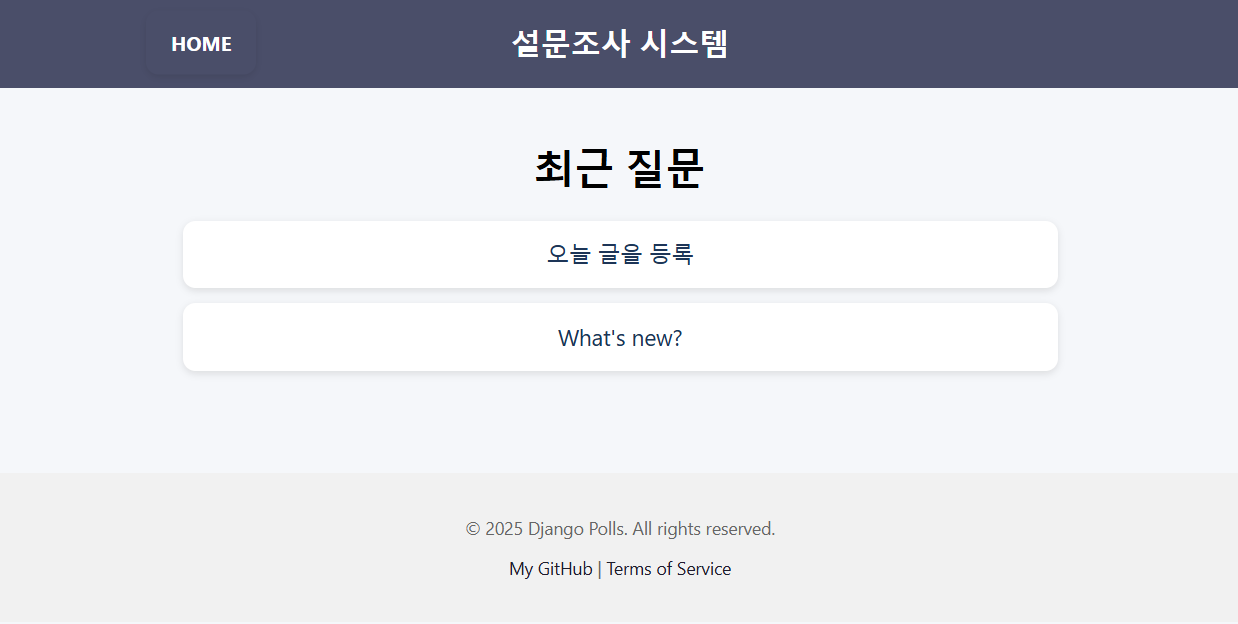 HOME
설문조사 시스템
최근 질문
오늘 글을 등록
What's new?
© 2025 Django Polls. All rights reserved.
My GitHub | Terms of Service